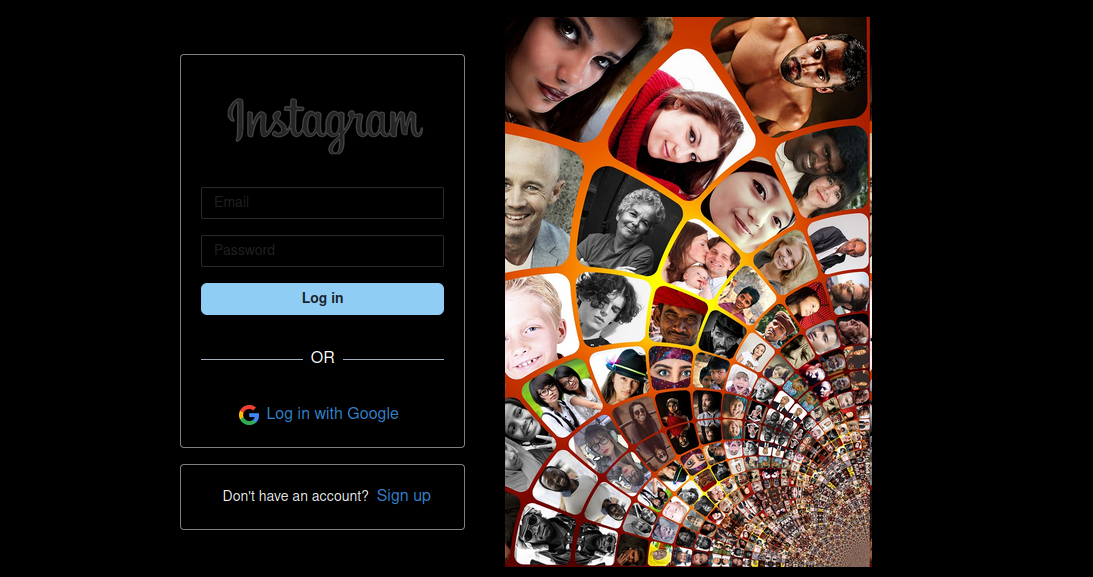 Instagram
Email
Password
Log in
OR
Log in with Google
Don't have an account? Sign up